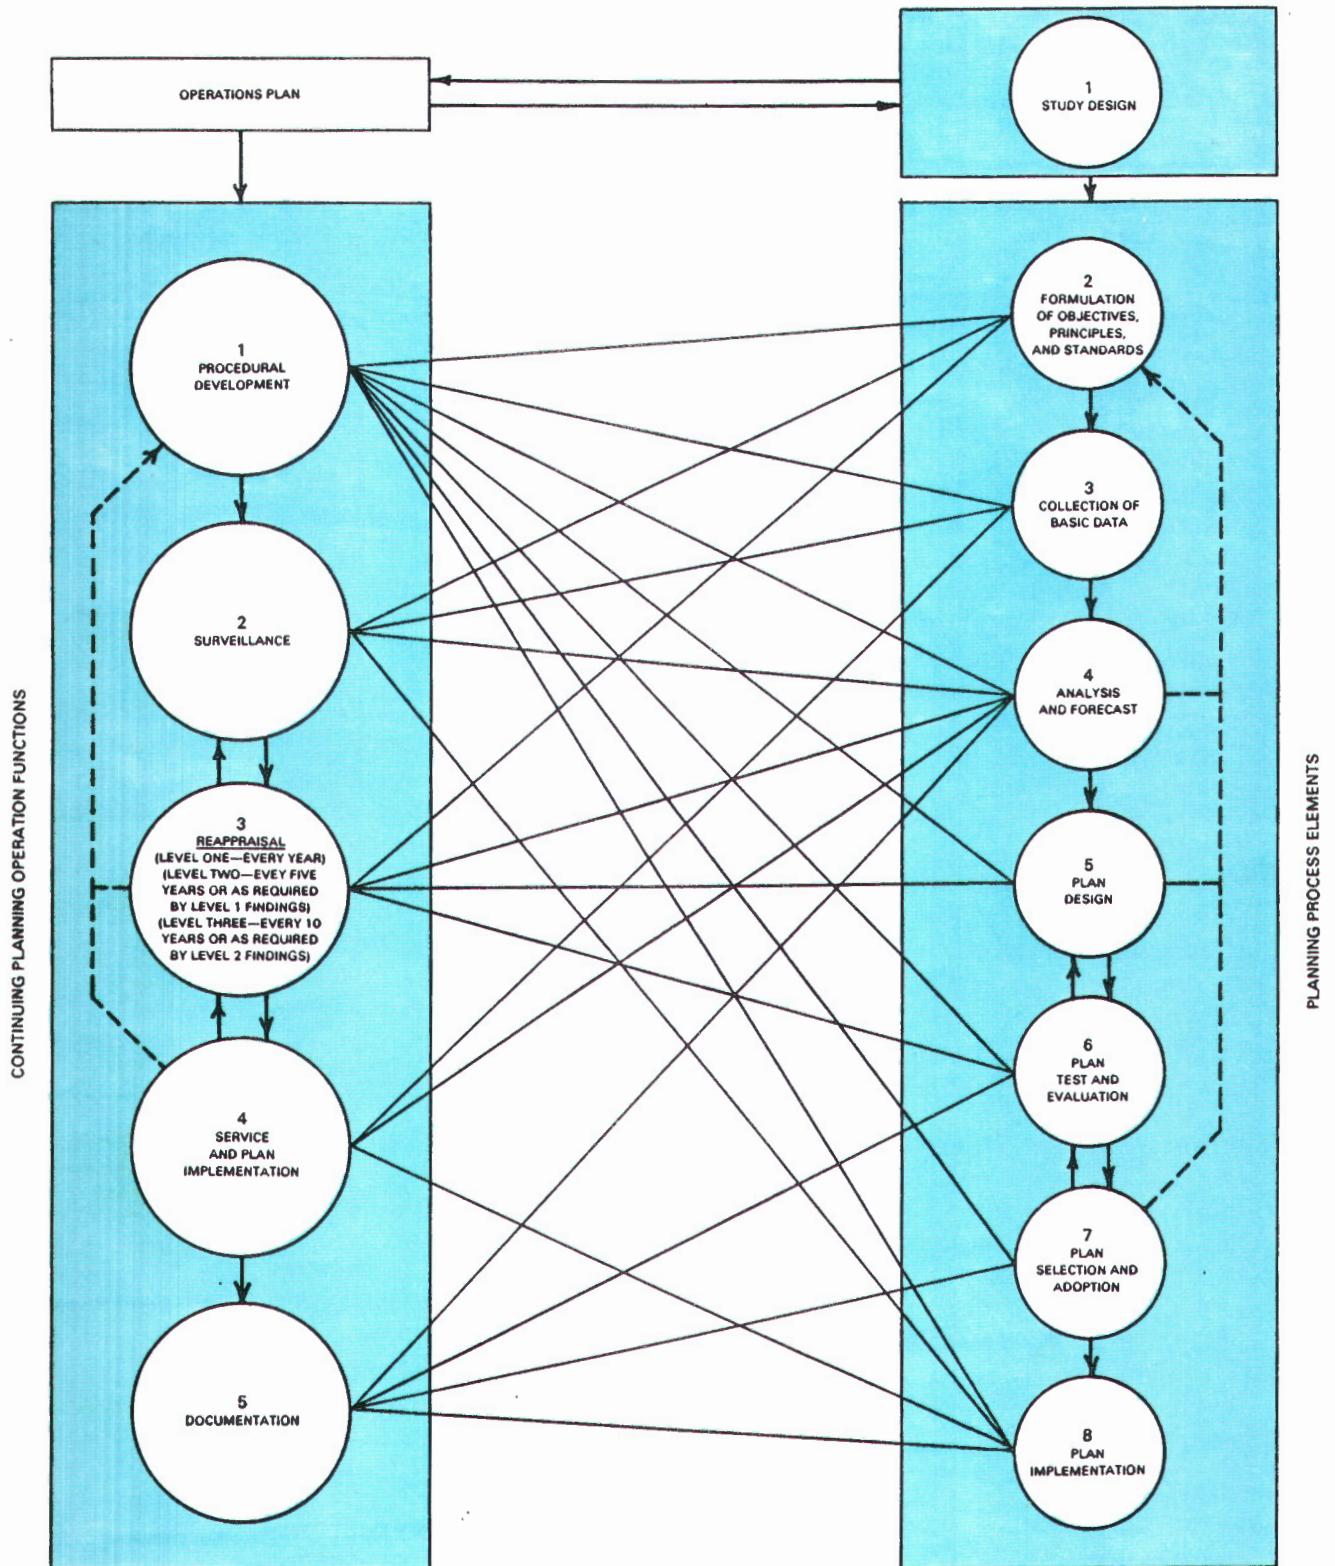 OPERATIONS PLAN
1
STUDY DESIGN
CONTINUING PLANNING OPERATION FUNCTIONS
1
PROCEDURAL
DEVELOPMENT
2
SURVEILLANCE
3
REAPPRAISAL
(LEVEL ONE—EVERY YEAR)
(LEVEL TWO—EVEY FIVE
YEARS OR AS REQUIRED
BY LEVEL 1 FINDINGS)
(LEVEL THREE—EVERY 10
YEARS OR AS REQUIRED
BY LEVEL 2 FINDINGS)
4
SERVICE
AND PLAN
IMPLEMENTATION
5
DOCUMENTATION
2
FORMULATION
OF OBJECTIVES,
PRINCIPLES,
AND STANDARDS
3
COLLECTION OF
BASIC DATA
4
ANALYSIS
AND FORECAST
5
PLAN
DESIGN
6
PLAN
TEST AND
EVALUATION
7
PLAN
SELECTION AND
ADOPTION
8
PLAN
IMPLEMENTATION
PLANNING PROCESS ELEMENTS